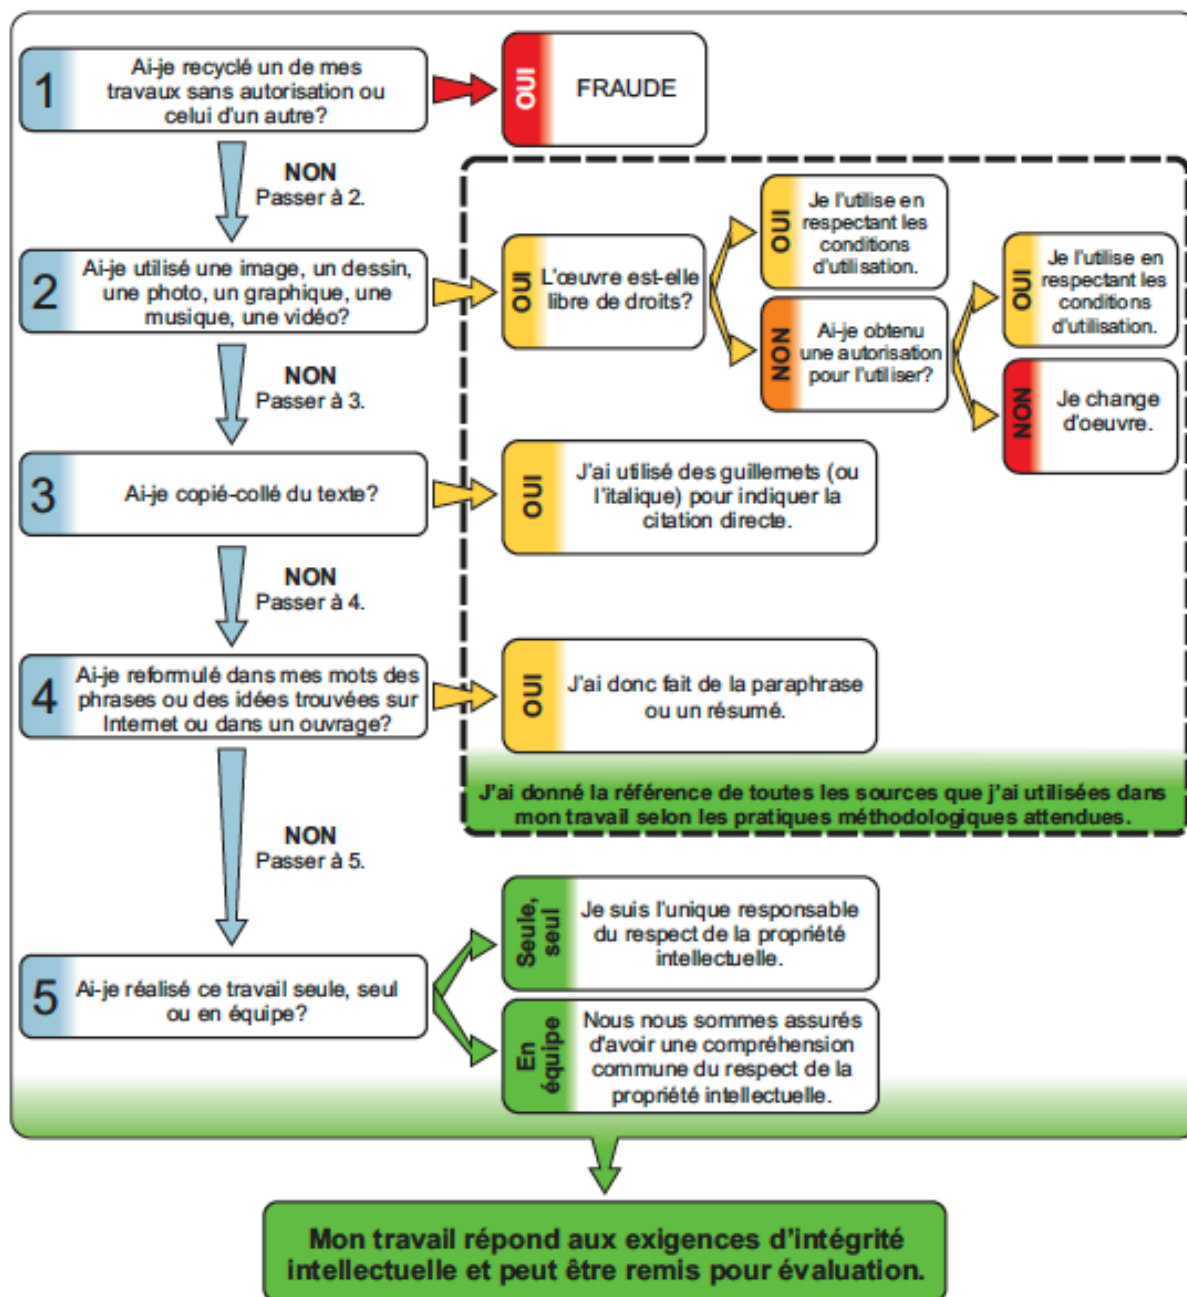 1
Ai-je recyclé un de mes
travaux sans autorisation ou
celui d'un autre?
OUI
FRAUDE
NON
Passer à 2.
2
Ai-je utilisé une image, un dessin,
une photo, un graphique, une
musique, une vidéo?
OUI
L'œuvre est-elle
libre de droits?
OUI
Je l'utilise en
respectant les
conditions
d'utilisation.
NON
Ai-je obtenu
une autorisation
pour l'utiliser?
OUI
Je l'utilise en
respectant les
conditions
d'utilisation.
NON
Je change
d'oeuvre.
NON
Passer à 3.
3
Ai-je copié-collé du texte?
OUI
J'ai utilisé des guillemets (ou
l'italique) pour indiquer la
citation directe.
NON
Passer à 4.
4
Ai-je reformulé dans mes mots des
phrases ou des idées trouvées sur
Internet ou dans un ouvrage?
OUI
J'ai donc fait de la paraphrase
ou un résumé.
J'ai donné la référence de toutes les sources que j'ai utilisées dans
mon travail selon les pratiques méthodologiques attendues.
NON
Passer à 5.
5
Ai-je réalisé ce travail seule, seul
ou en équipe?
Seule,
seul
Je suis l'unique responsable
du respect de la propriété
intellectuelle.
En
équipe
Nous nous sommes assurés
d'avoir une compréhension
commune du respect de la
propriété intellectuelle.
Mon travail répond aux exigences d'intégrité
intellectuelle et peut être remis pour évaluation.